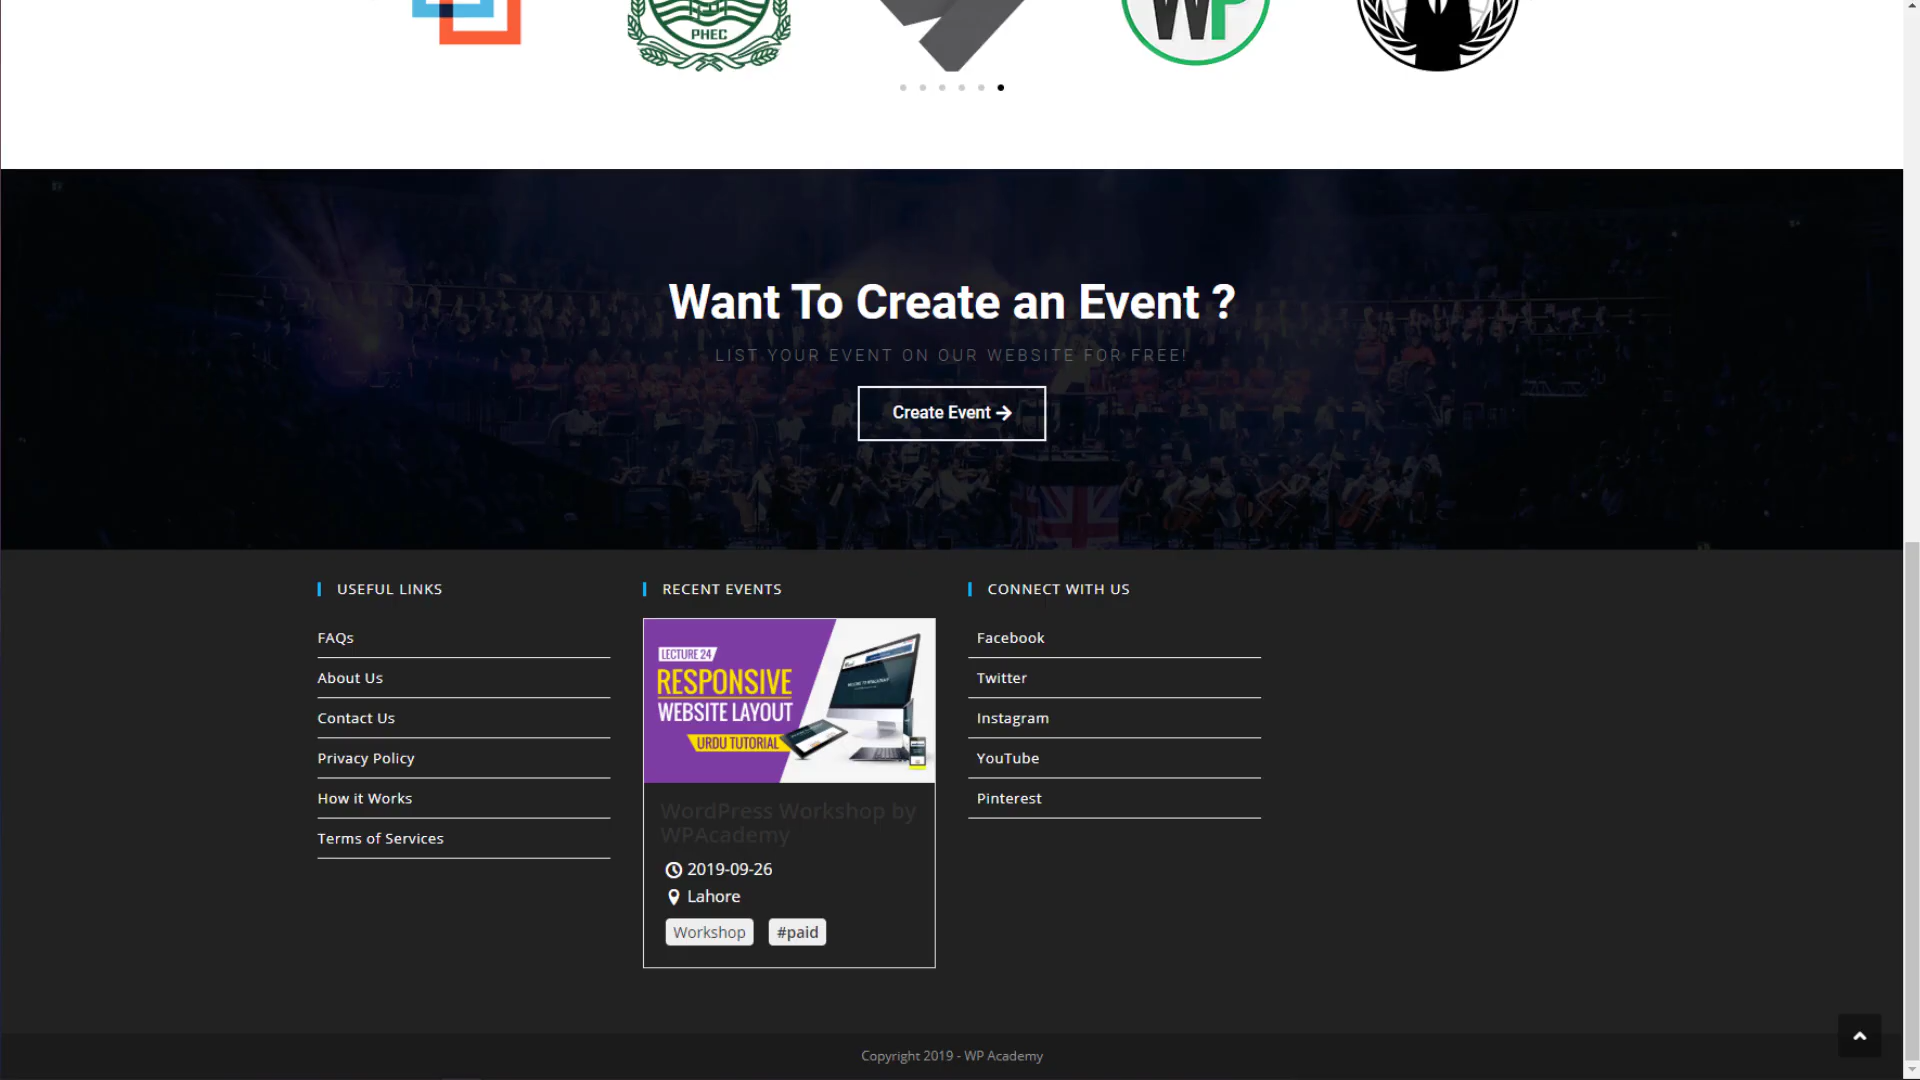 PHEC
WP
Want To Create an Event ?
LIST YOUR EVENT ON OUR WEBSITE FOR FREE!
Create Event
USEFUL LINKS
FAQs
About Us
Contact Us
Privacy Policy
How it Works
Terms of Services
RECENT EVENTS
LECTURE 24
RESPONSIVE
WEBSITE LAYOUT
URDU TUTORIAL
WordPress Workshop by
WPAcademy
2019-09-26
Lahore
Workshop #paid
CONNECT WITH US
Facebook
Twitter
Instagram
YouTube
Pinterest
Copyright 2019 - WP Academy